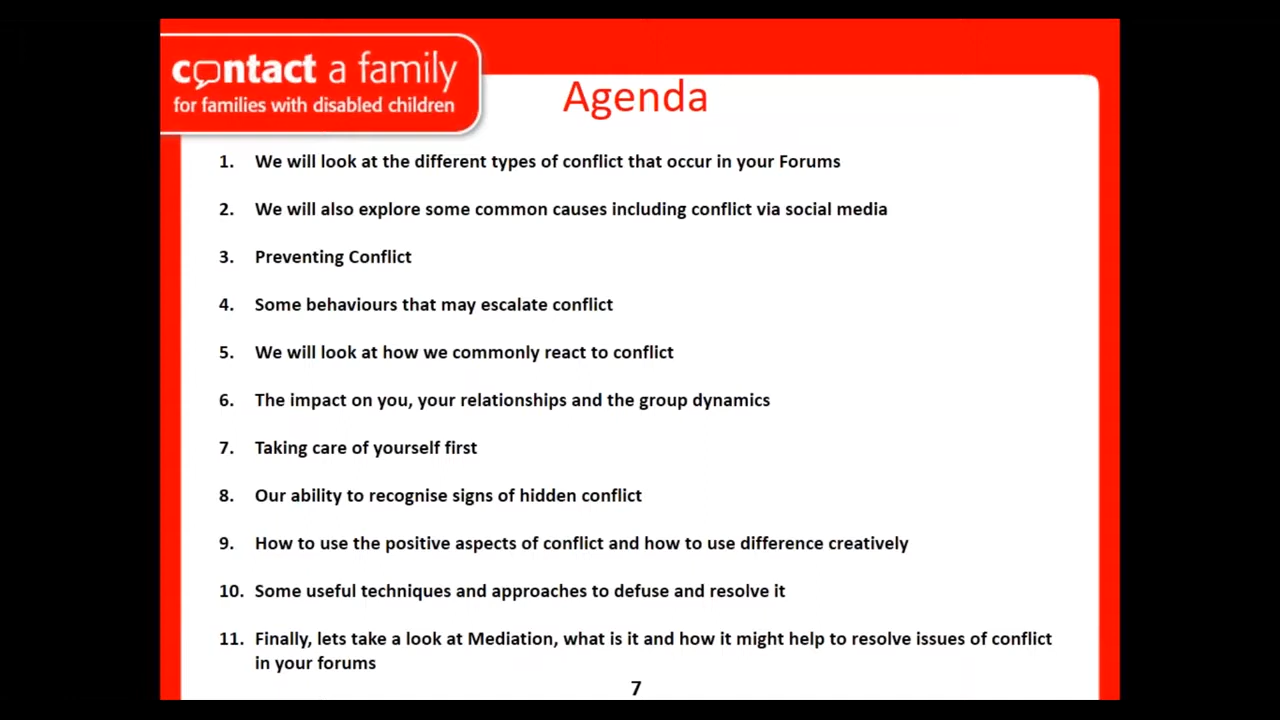 contact a family
for families with disabled children
Agenda
1. We will look at the different types of conflict that occur in your Forums
2. We will also explore some common causes including conflict via social media
3. Preventing Conflict
4. Some behaviours that may escalate conflict
5. We will look at how we commonly react to conflict
6. The impact on you, your relationships and the group dynamics
7. Taking care of yourself first
8. Our ability to recognise signs of hidden conflict
9. How to use the positive aspects of conflict and how to use difference creatively
10. Some useful techniques and approaches to defuse and resolve it
11. Finally, lets take a look at Mediation, what is it and how it might help to resolve issues of conflict
in your forums
7